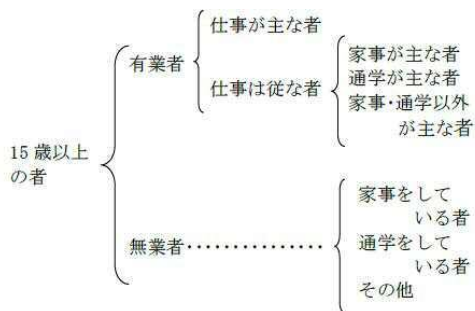 仕事が主な者
有業者
仕事は従な者
家事が主な者
通学が主な者
家事・通学以外
が主な者
15歳以上
の者
無業者・・・・・・・・・・・・・・・
家事をして
いる者
通学をして
いる者
その他